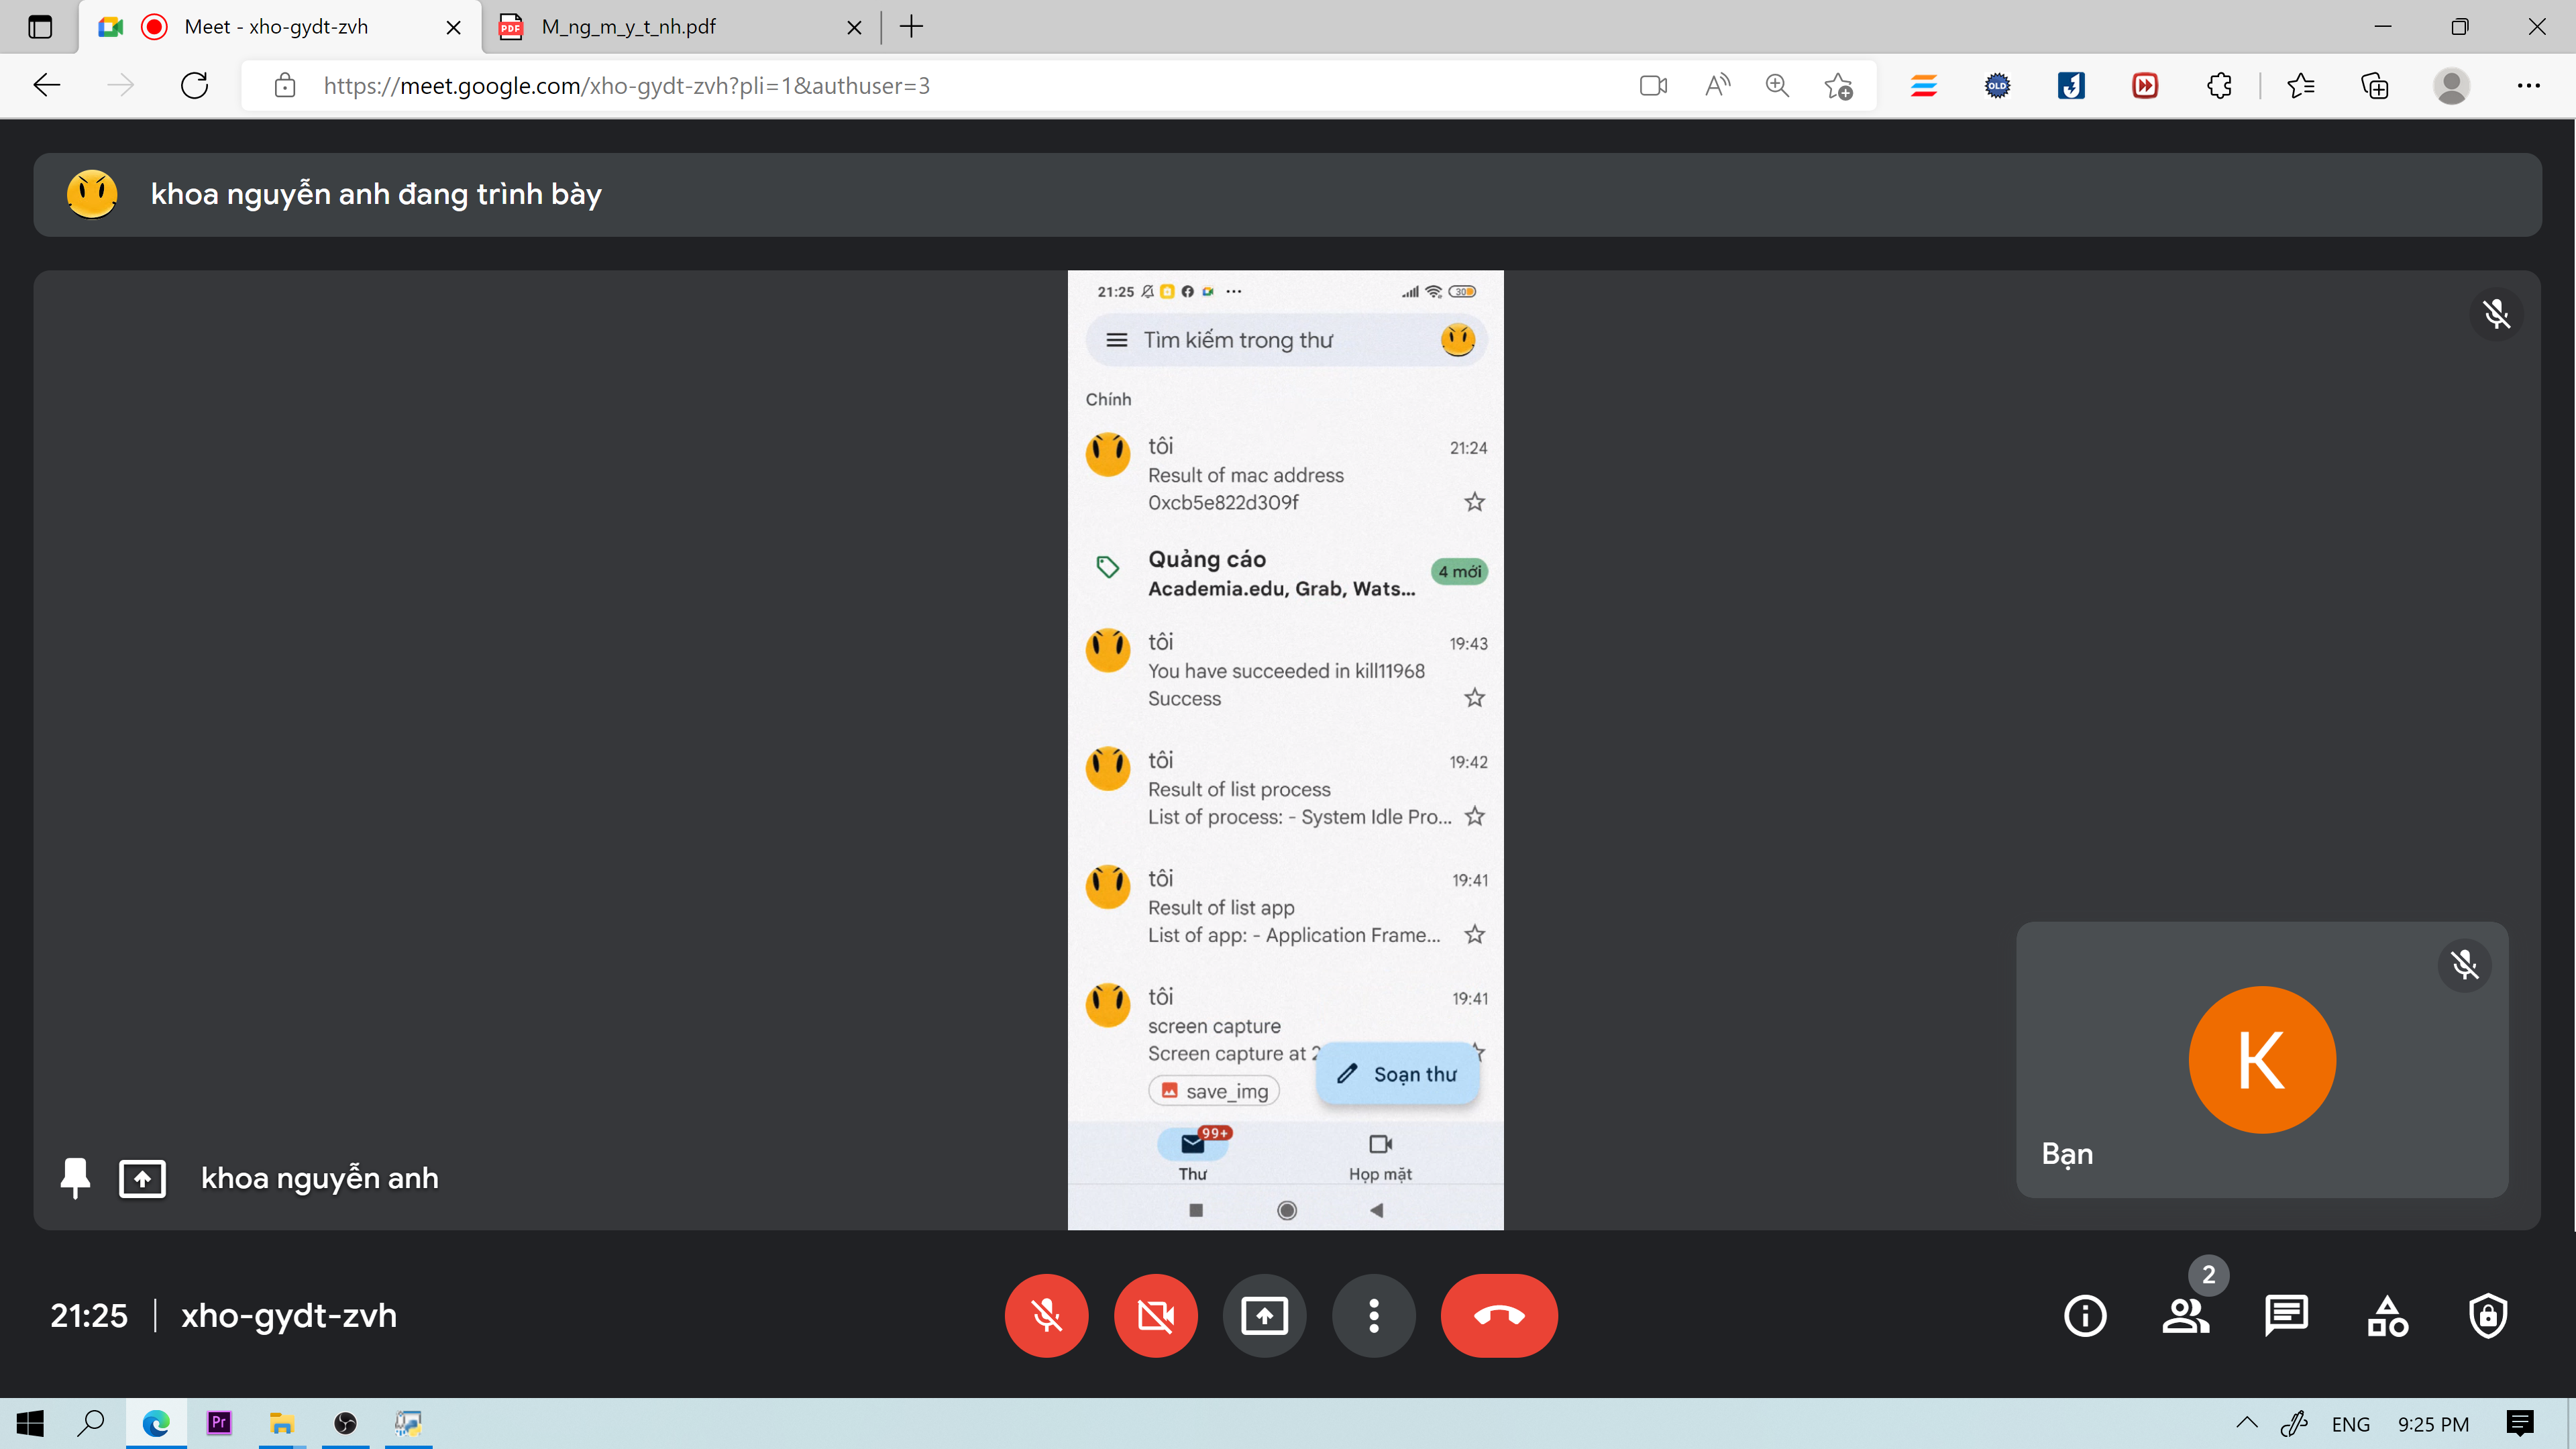 Meet - xho-gydt-zvh
PDF
M_ng_m_y_t_nh.pdf
https://meet.google.com/xho-gydt-zvh?pli=1&authuser=3
OLD
khoa nguyễn anh đang trình bày
21:25
30
Tìm kiếm trong thư
Chính
tôi
21:24
Result of mac address
0xcb5e822d309f
Quảng cáo
4 mới
Academia.edu, Grab, Wats...
tôi
19:43
You have succeeded in kill11968
Success
tôi
19:42
Result of list process
List of process: - System Idle Pro...
tôi
19:41
Result of list app
List of app: - Application Frame...
tôi
19:41
screen capture
Screen capture at 2
Soạn thư
save_img
99+
Thư
Họp mặt
K
Bạn
khoa nguyễn anh
21:25 | xho-gydt-zvh
2
Pr
ENG
9:25 PM